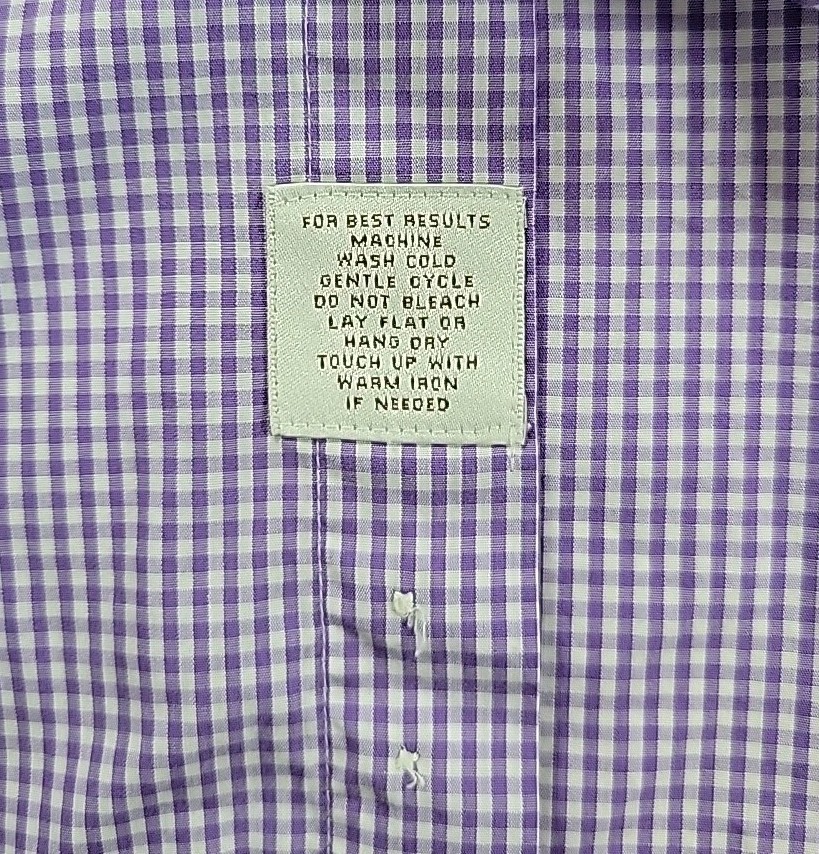 FOR BEST RESULTS
MACHINE
WASH COLD
GENTLE CYCLE
DO NOT BLEACH
LAY FLAT OR
HANG DRY
TOUCH UP WITH
WARM IRON
IF NEEDED